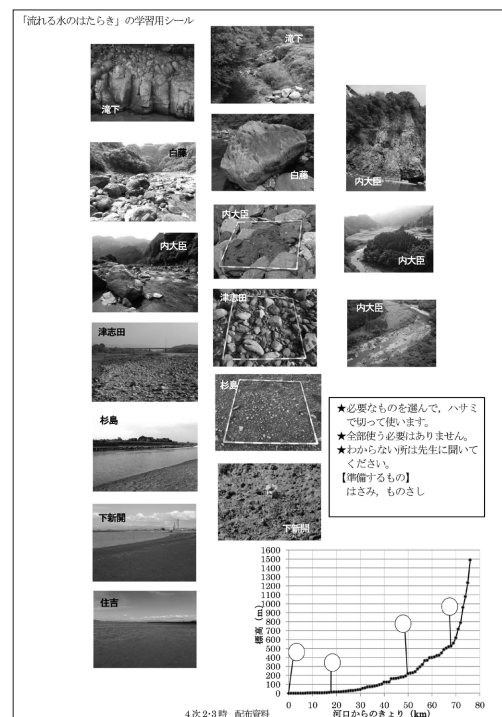 「流れる水のはたらき」の学習用シール
滝下
滝下
白藤
白藤
内大臣
内大臣
内大臣
内大臣
内大臣
津志田
杉島
下新開
下新開
住吉
★必要なものを選んで，ハサミ
で切って使います。
★全部使う必要はありません。
★わからない所は先生に聞いて
ください。
【準備するもの】
はさみ，ものさし
標高（m）
1600
1500
1400
1300
1200
1100
1000
900
800
700
600
500
400
300
200
100
0
0 10 20 30 40 50 60 70 80
河口からのきょり（km）
4次2・3時　配布資料
津志田
杉島